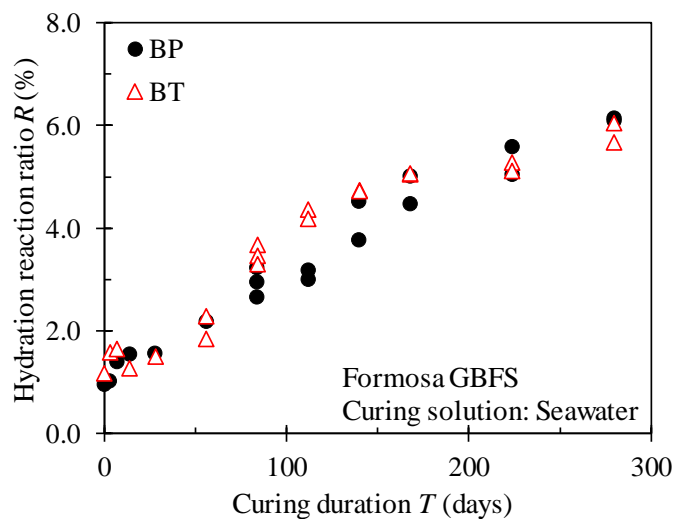 8.0
6.0
4.0
2.0
0.0
Hydration reaction ratio R (%)
BP
BT
Formosa GBFS
Curing solution: Seawater
0
100
200
300
Curing duration T (days)